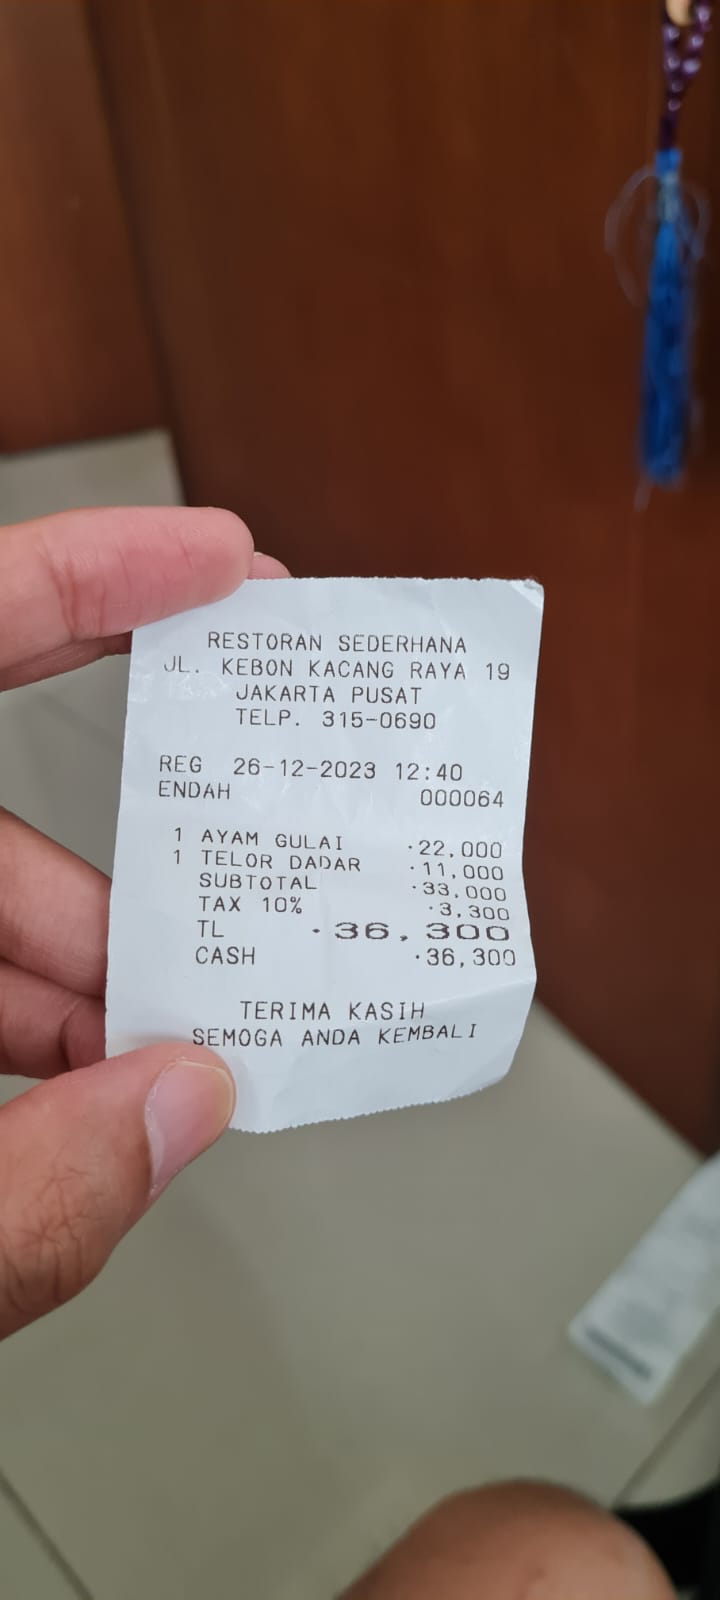 RESTORAN SEDERHANA
JL. KEBON KACANG RAYA 19
JAKARTA PUSAT
TELP. 315-0690
REG 26-12-2023 12:40
ENDAH 000064
1 AYAM GULAI ·22,000
1 TELOR DADAR ·11,000
SUBTOTAL ·33,000
TAX 10% ·3,300
TL ·36,300
CASH ·36,300
TERIMA KASIH
SEMOGA ANDA KEMBALI